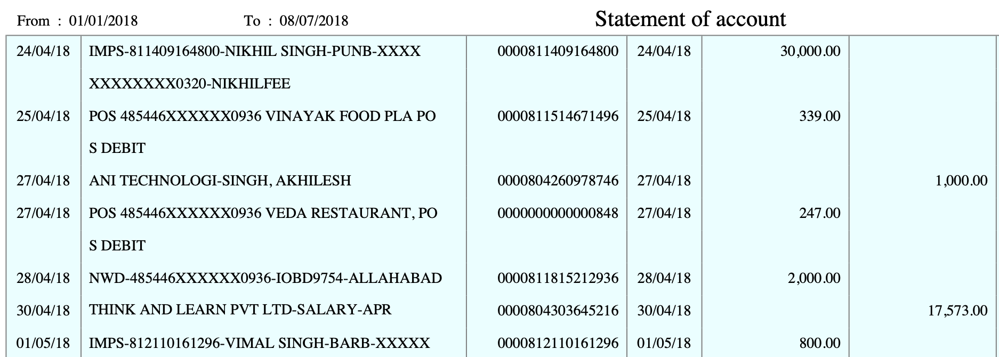 From : 01/01/2018 To : 08/07/2018 Statement of account
24/04/18 IMPS-811409164800-NIKHIL SINGH-PUNB-XXXX 0000811409164800 24/04/18 30,000.00
XXXXXXXX0320-NIKHILFEE
25/04/18 POS 485446XXXXXX0936 VINAYAK FOOD PLA PO 0000811514671496 25/04/18 339.00
S DEBIT
27/04/18 ANI TECHNOLOGI-SINGH, AKHILESH 0000804260978746 27/04/18 1,000.00
27/04/18 POS 485446XXXXXX0936 VEDA RESTAURANT, PO 0000000000000848 27/04/18 247.00
S DEBIT
28/04/18 NWD-485446XXXXXX0936-IOBD9754-ALLAHABAD 0000811815212936 28/04/18 2,000.00
30/04/18 THINK AND LEARN PVT LTD-SALARY-APR 0000804303645216 30/04/18 17,573.00
01/05/18 IMPS-812110161296-VIMAL SINGH-BARB-XXXXX 0000812110161296 01/05/18 800.00